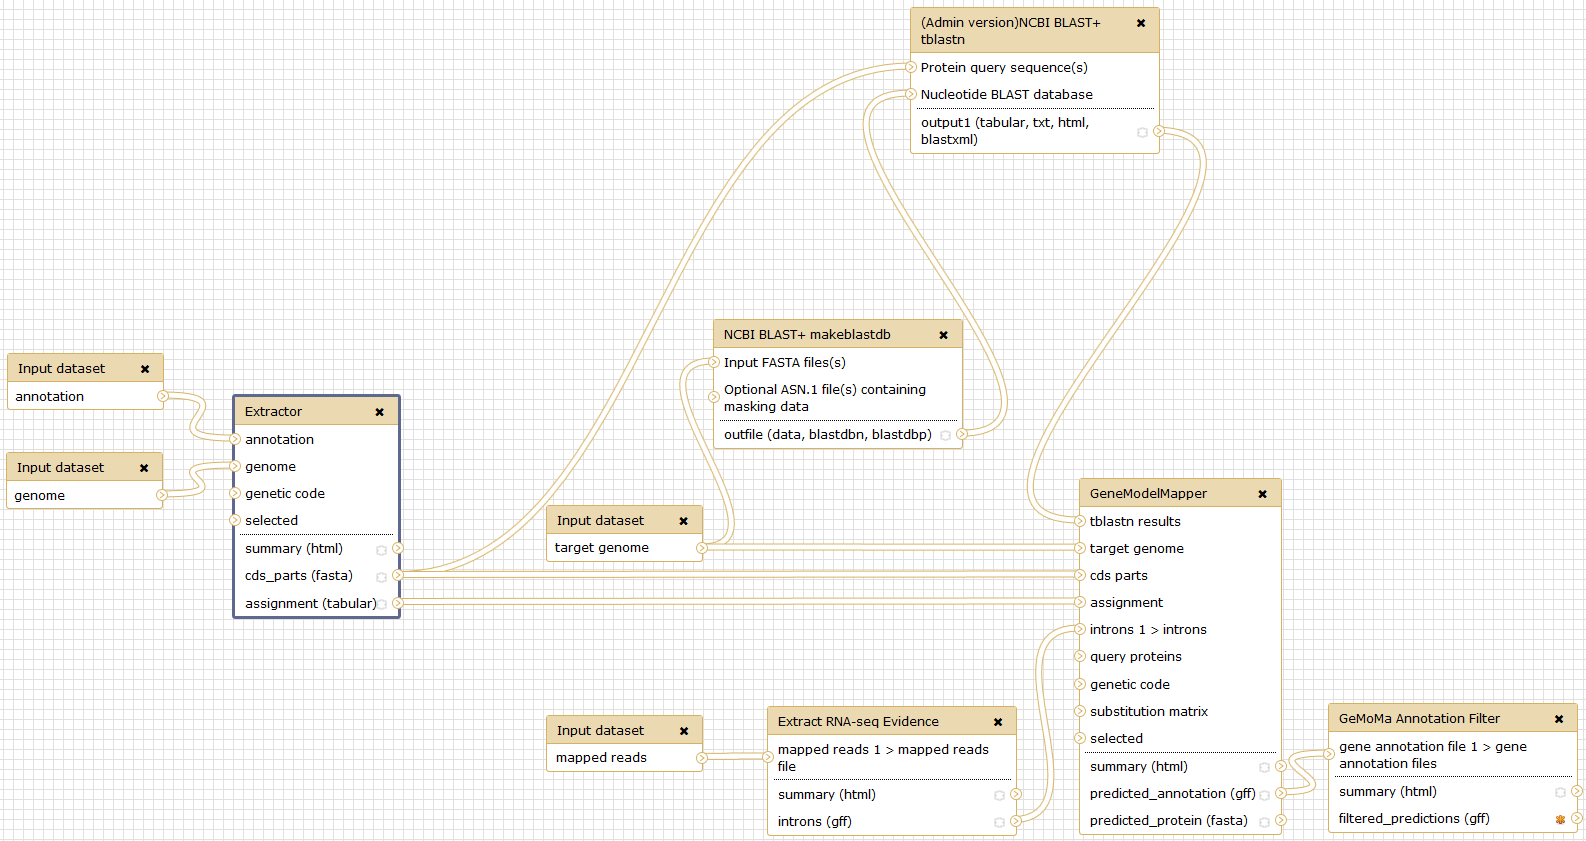 (Admin version)NCBI BLAST+
tblastn
Protein query sequence(s)
Nucleotide BLAST database
output1 (tabular, txt, html,
blastxml)
NCBI BLAST+ makeblastdb
Input FASTA files(s)
Optional ASN.1 file(s) containing
masking data
outfile (data, blastdbn, blastdbp)
Input dataset
annotation
Input dataset
genome
Extractor
annotation
genome
genetic code
selected
summary (html)
cds_parts (fasta)
assignment (tabular)
Input dataset
target genome
GeneModelMapper
tblastn results
target genome
cds parts
assignment
introns 1 > introns
query proteins
genetic code
substitution matrix
selected
summary (html)
predicted_annotation (gff)
predicted_protein (fasta)
Input dataset
mapped reads
Extract RNA-seq Evidence
mapped reads 1 > mapped reads
file
summary (html)
introns (gff)
GeMoMa Annotation Filter
gene annotation file 1 > gene
annotation files
summary (html)
filtered_predictions (gff)